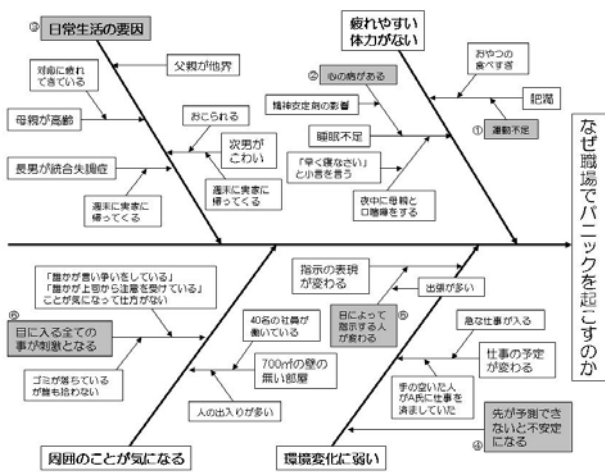 ③
日常生活の要因
父親が他界
対応に疲れ
てきている
母親が高齢
おこられる
次男が
こわい
長男が統合失調症
週末に実家に
帰ってくる
週末に実家に
帰ってくる
疲れやすい
体力がない
おやつの
食べすぎ
②
心の病がある
肥満
精神安定剤の影響
①
運動不足
睡眠不足
「早く寝なさい」
と小言を言う
夜中に母親と
口喧嘩をする
なぜ職場でパニックを起こすのか
「誰かが言い争いをしている」
「誰かが上司から注意を受けている」
ことが気になって仕方がない
⑥
目に入る全ての
事が刺激となる
40名の社員が
働いている
ゴミが落ちている
が誰も拾わない
700㎡の壁の
無い部屋
人の出入りが多い
周囲のことが気になる
指示の表現
が変わる
出張が多い
日によって
指示する人
が変わる
⑤
急な仕事が入る
仕事の予定
が変わる
手の空いた人
がA氏に仕事を
済ましていた
先が予測でき
ないと不安定
になる
④
環境変化に弱い